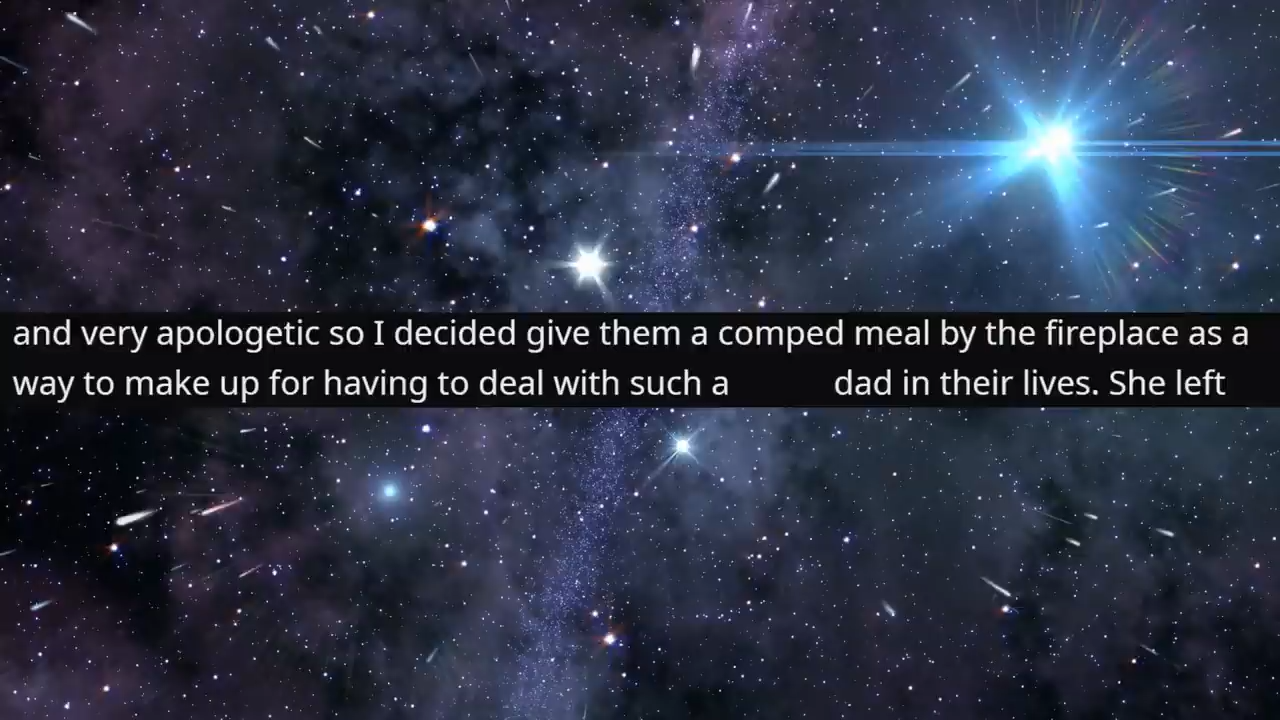 and very apologetic so I decided give them a comped meal by the fireplace as a
way to make up for having to deal with such a dad in their lives. She left